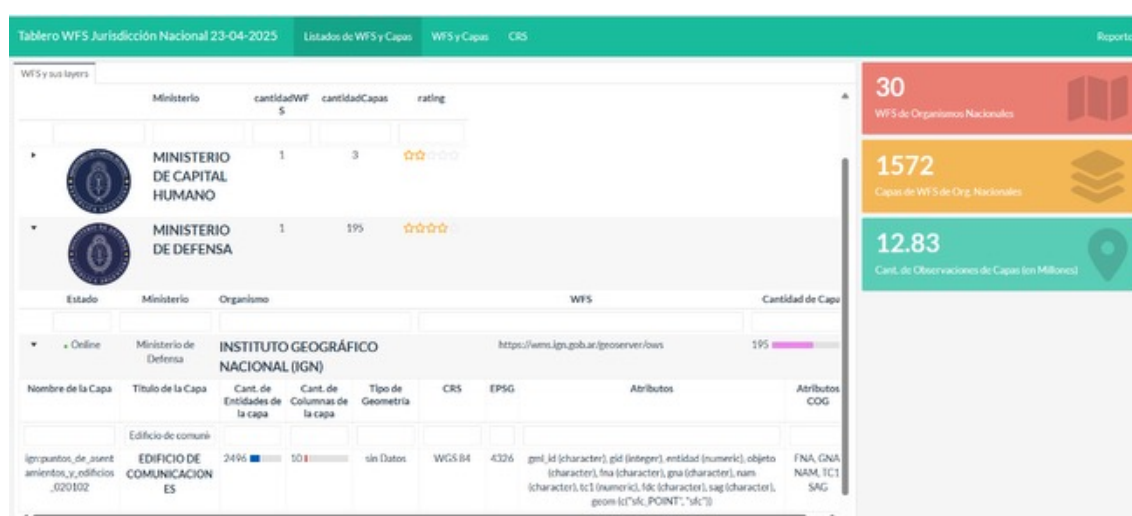 Tablero WFS Jurisdicción Nacional 23-04-2025 Listados de WFS y Capas WFS y Capas CRS Reporte
WFS y sus layers
Ministerio cantidadWF
S cantidadCapas rating
MINISTERIO
DE CAPITAL
HUMANO 1 3
MINISTERIO
DE DEFENSA 1 195
Estado Ministerio Organismo WFS Cantidad de Capa
Online Ministerio de
Defensa INSTITUTO GEOGRÁFICO
NACIONAL (IGN) https://wms.ign.gob.ar/geoserver/ows 195
Nombre de la Capa Título de la Capa Cant. de
Entidades de
la capa Cant. de
Columnas de
la capa Tipo de
Geometría CRS EPSG Atributos Atributos
COG
Edificio de comuni
ign:puntos_de_asent
amientos_y_edificios
_020102 EDIFICIO DE
COMUNICACION
ES 2496 10 sin Datos WGS 84 4326 gml_id (character), gid (integer), entidad (numeric), objeto
(character), fna (character), gna (character), nam
(character), tc1 (numeric), fdc (character), sag (character),
geom (c("sfc_POINT", "sfc")) FNA, GNA
NAM, TC1
SAG
30
WFS de Organismos Nacionales
1572
Capas de WFS de Org. Nacionales
12.83
Cant. de Observaciones de Capas (en Millones)